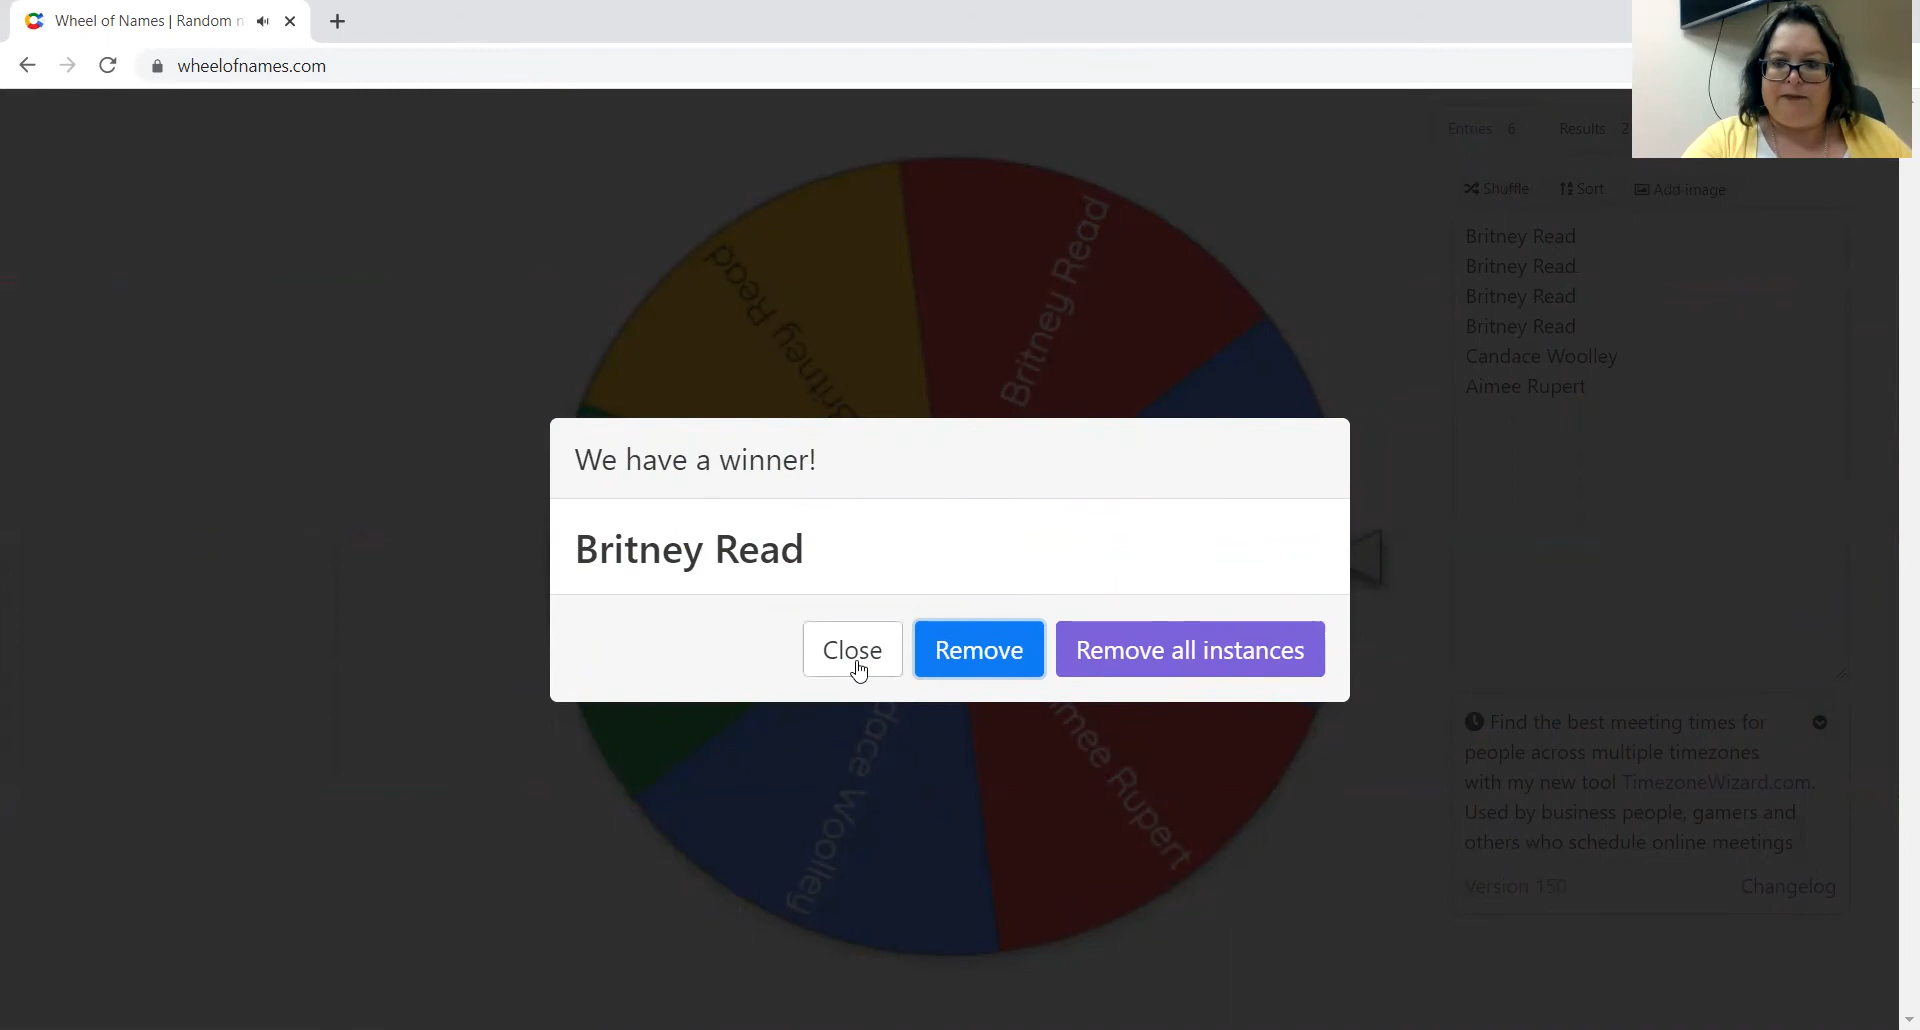 Wheel of Names | Random n
wheelofnames.com
Entries 6 Results 2
Shuffle Sort Add image
Britney Read
Britney Read
Britney Read
Britney Read
Candace Woolley
Aimee Rupert
Britney Read
Britney Read
We have a winner!
Britney Read
Close Remove Remove all instances
dace Woolley
mee Rupert
Find the best meeting times for
people across multiple timezones
with my new tool TimezoneWizard.com.
Used by business people, gamers and
others who schedule online meetings
Version 150 Changelog